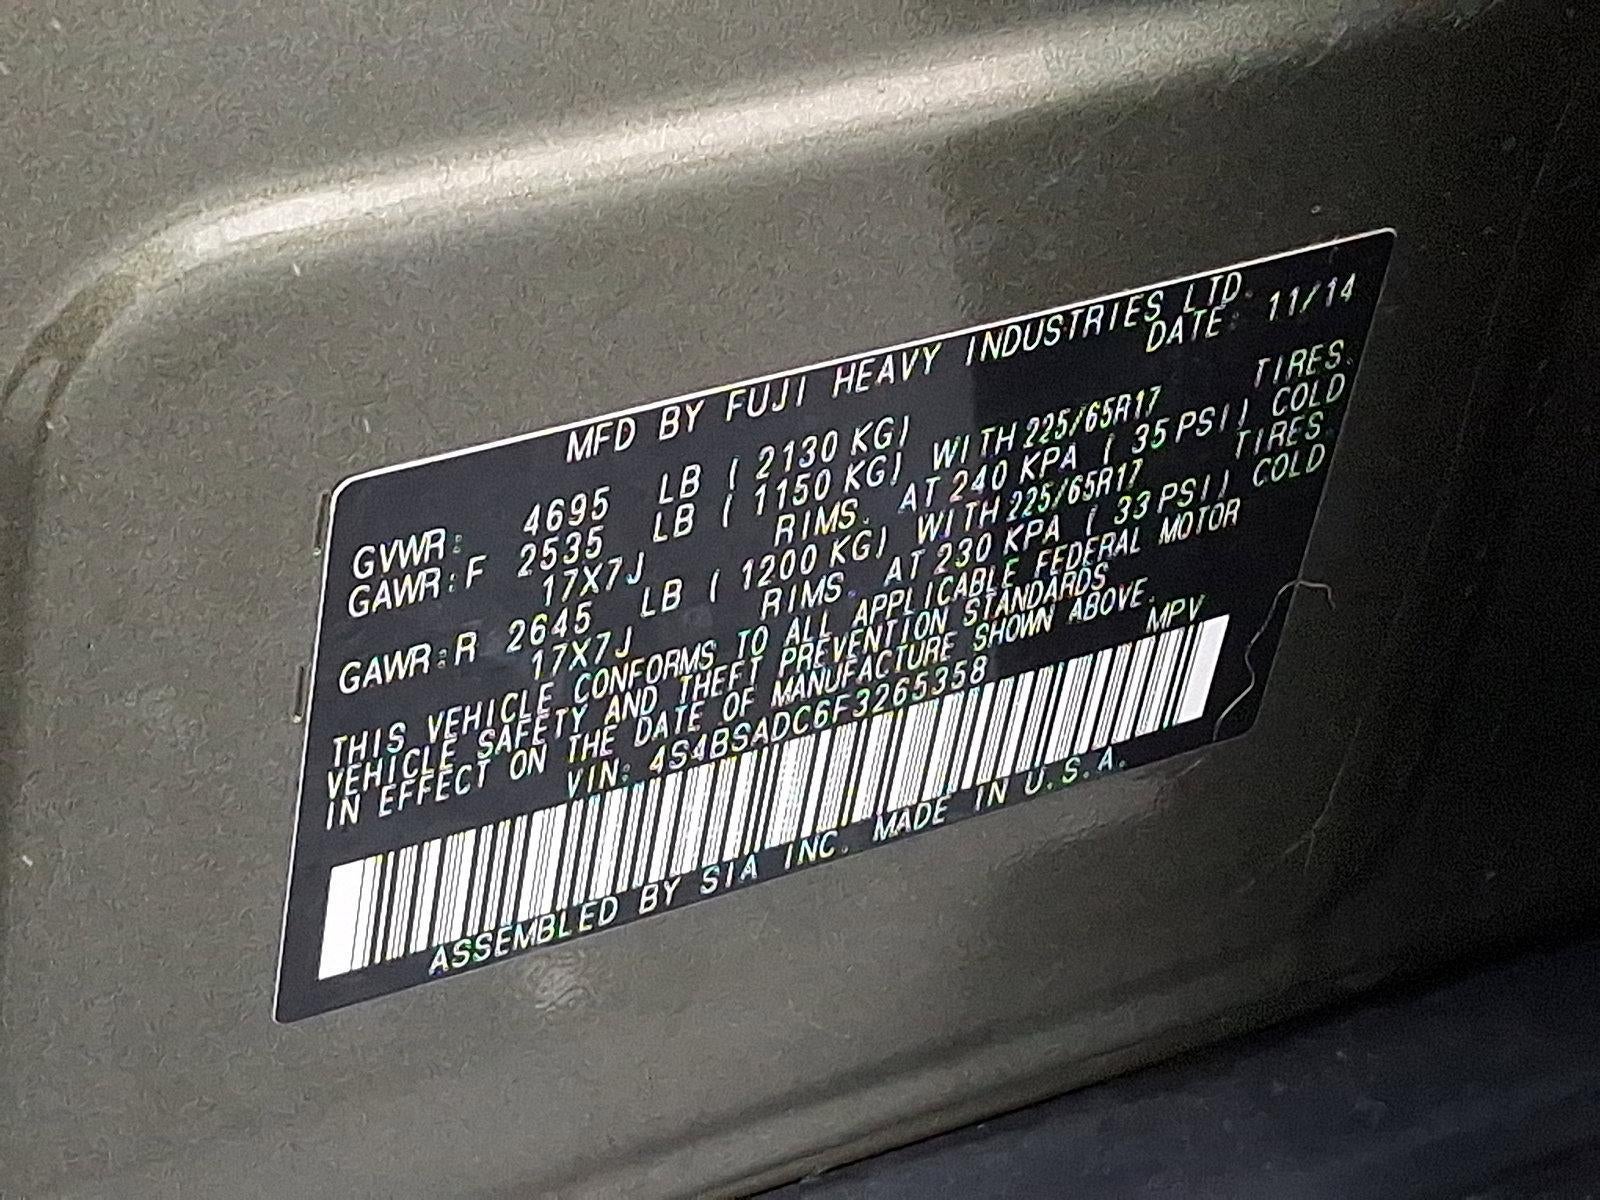 MFD BY FUJI HEAVY INDUSTRIES LTD.
DATE: 11/14
GVWR: 4695 LB ( 2130 KG)
GAWR:F 2535 LB ( 1150 KG) WITH 225/65R17 TIRES.
17X7J RIMS. AT 240 KPA ( 35 PSI) COLD
GAWR:R 2645 LB ( 1200 KG) WITH 225/65R17 TIRES.
17X7J RIMS. AT 230 KPA ( 33 PSI) COLD
THIS VEHICLE CONFORMS TO ALL APPLICABLE FEDERAL MOTOR
VEHICLE SAFETY AND THEFT PREVENTION STANDARDS
IN EFFECT ON THE DATE OF MANUFACTURE SHOWN ABOVE.
VIN: 4S4BSADC6F3265358 MPV
ASSEMBLED BY SIA INC. MADE IN U.S.A.